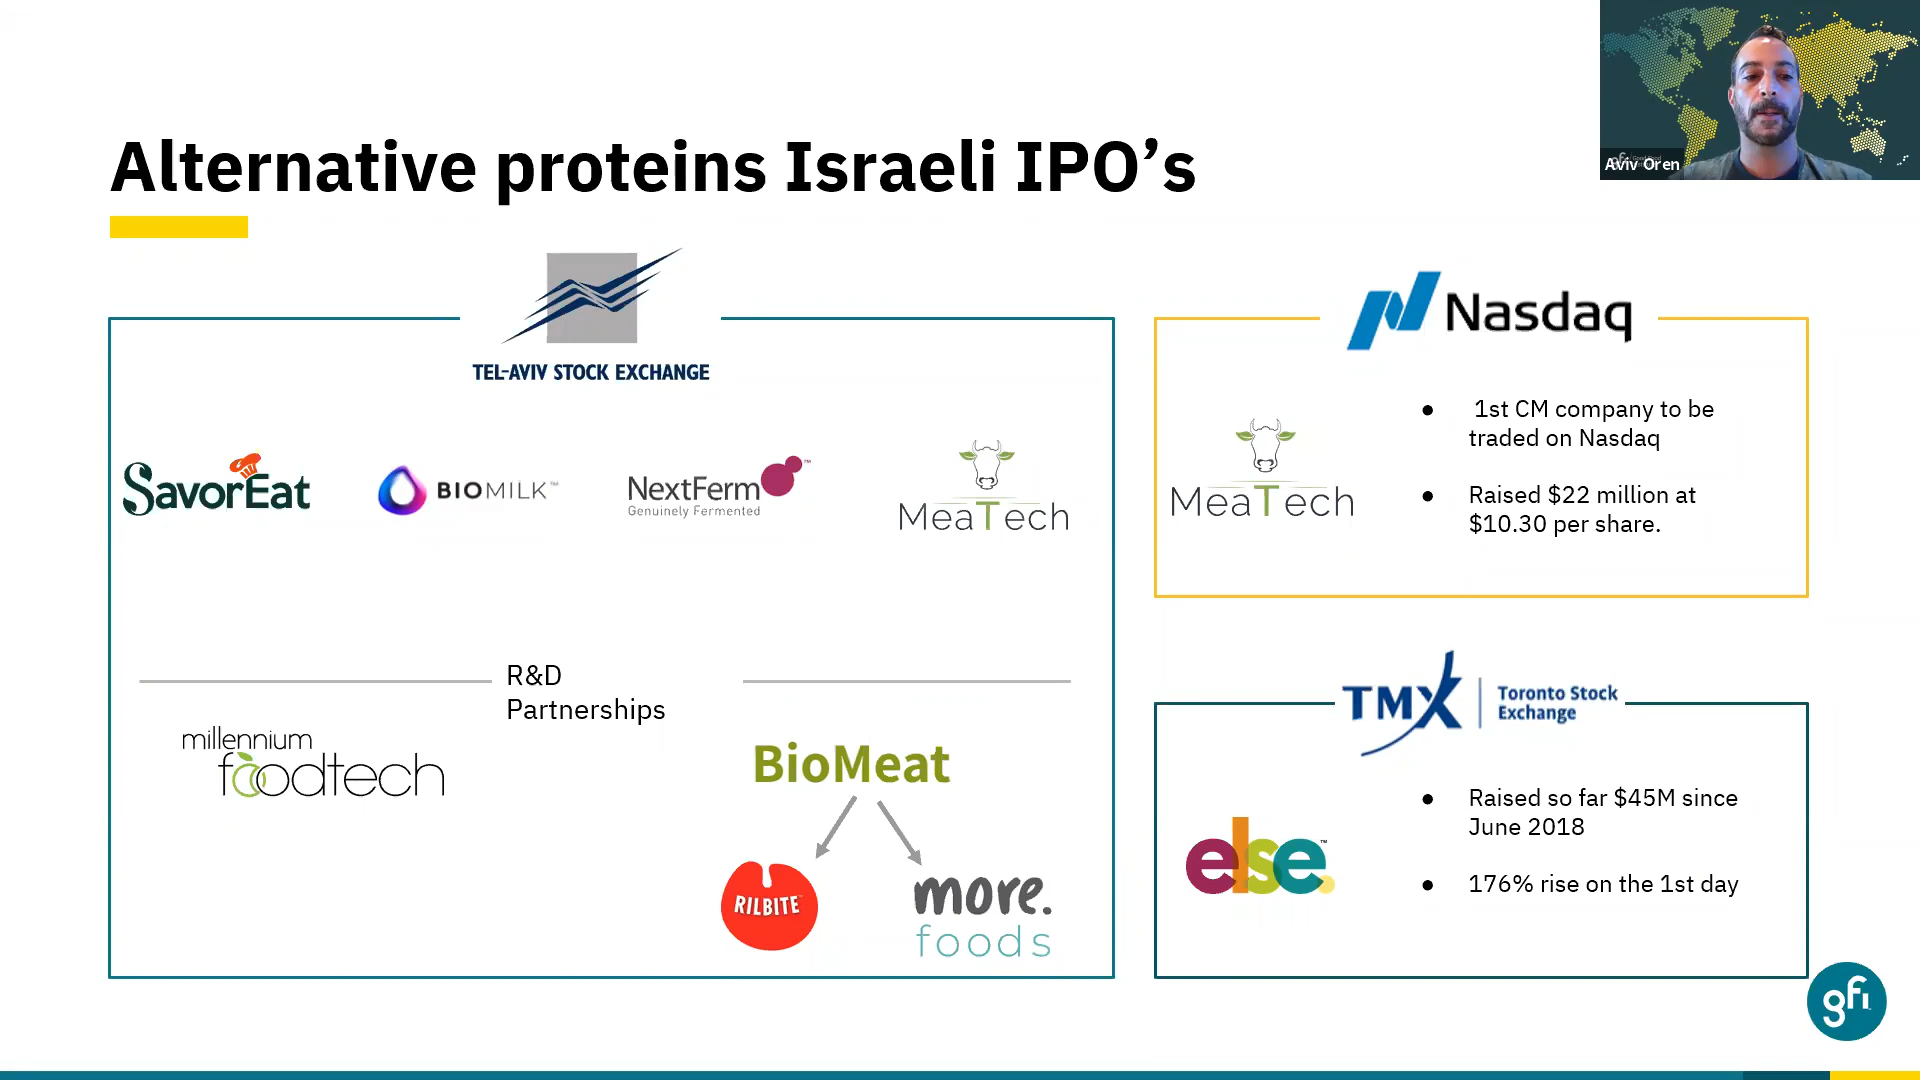 Aviv Oren
Alternative proteins Israeli IPO’s
TEL-AVIV STOCK EXCHANGE
SavorEat
BIOMILK™
NextFerm™
Genuinely Fermented
MeaTech
R&D
Partnerships
millennium
foodtech
BioMeat
RILBITE
more.
foods
Nasdaq
MeaTech
● 1st CM company to be
traded on Nasdaq
● Raised $22 million at
$10.30 per share.
TMX | Toronto Stock
Exchange
else.™
● Raised so far $45M since
June 2018
● 176% rise on the 1st day
gfi